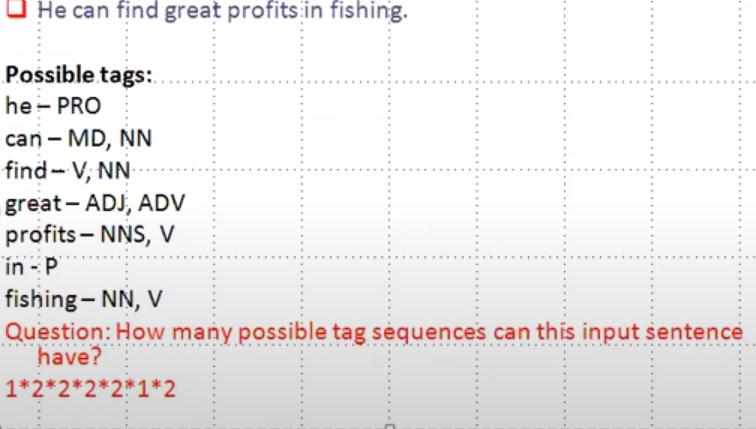 He can find great profits in fishing.
Possible tags:
he – PRO
can – MD, NN
find – V, NN
great – ADJ, ADV
profits – NNS, V
in - P
fishing – NN, V
Question: How many possible tag sequences can this input sentence
have?
1*2*2*2*2*1*2